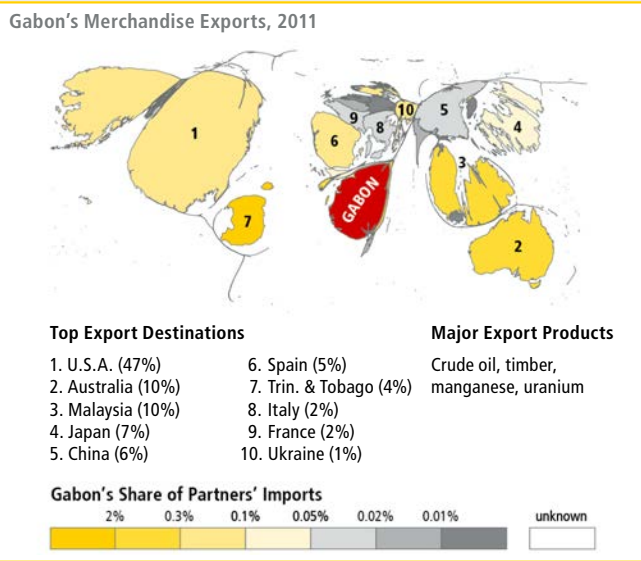 Gabon's Merchandise Exports, 2011
1
2
3
4
5
6
7
8
9
10
GABON
Top Export Destinations
1. U.S.A. (47%)
2. Australia (10%)
3. Malaysia (10%)
4. Japan (7%)
5. China (6%)
6. Spain (5%)
7. Trin. & Tobago (4%)
8. Italy (2%)
9. France (2%)
10. Ukraine (1%)
Major Export Products
Crude oil, timber,
manganese, uranium
Gabon's Share of Partners' Imports
2% 0.3% 0.1% 0.05% 0.02% 0.01% unknown